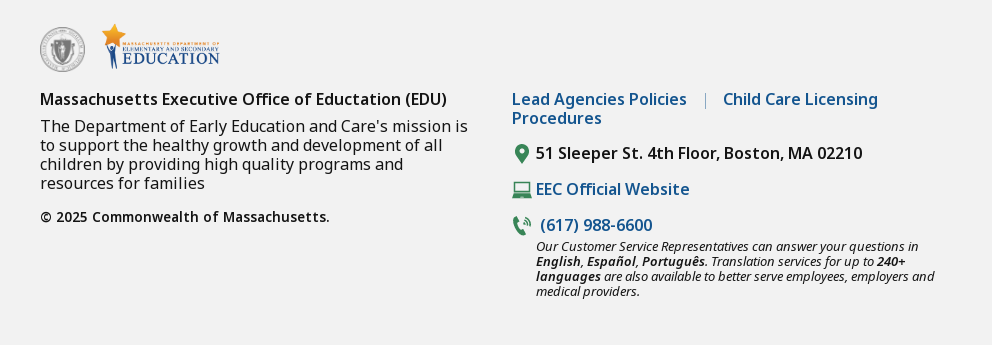 MASSACHUSETTS DEPARTMENT OF
ELEMENTARY AND SECONDARY
EDUCATION
Massachusetts Executive Office of Eductation (EDU)
The Department of Early Education and Care's mission is
to support the healthy growth and development of all
children by providing high quality programs and
resources for families
© 2025 Commonwealth of Massachusetts.
Lead Agencies Policies | Child Care Licensing
Procedures
51 Sleeper St. 4th Floor, Boston, MA 02210
EEC Official Website
(617) 988-6600
Our Customer Service Representatives can answer your questions in
English, Español, Português. Translation services for up to 240+
languages are also available to better serve employees, employers and
medical providers.